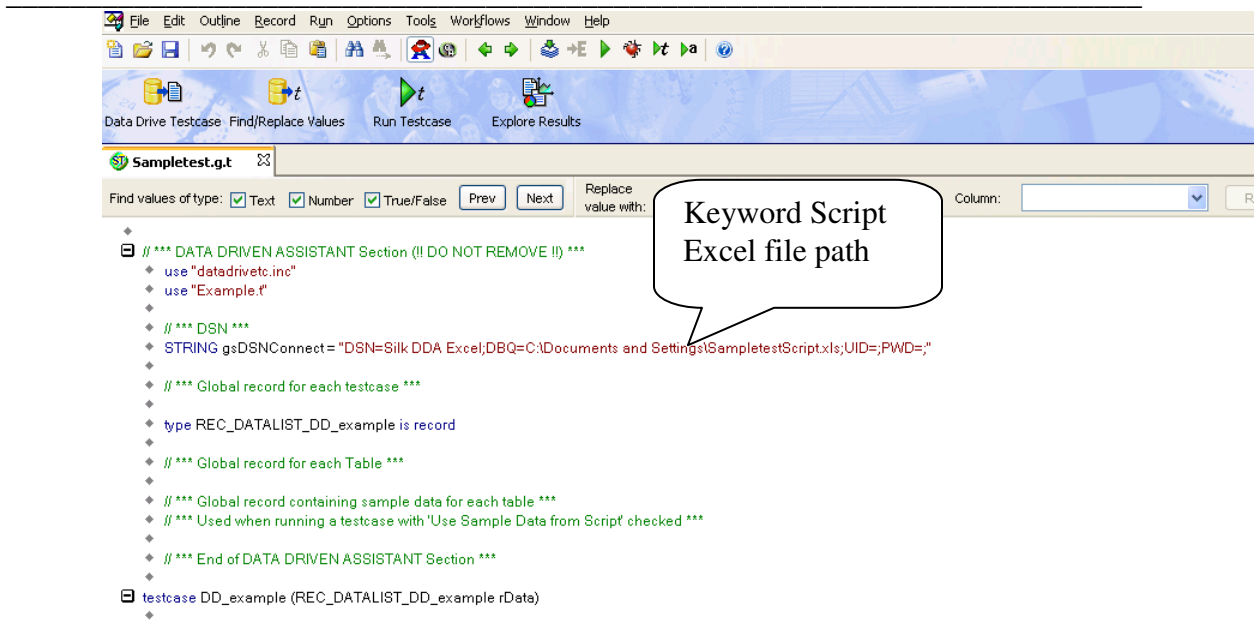 File Edit Outline Record Run Options Tools Workflows Window Help
Data Drive Testcase Find/Replace Values Run Testcase Explore Results
Sampletest.g.t
Find values of type: Text Number True/False Prev Next Replace value with: Column: R
Keyword Script
Excel file path
// *** DATA DRIVEN ASSISTANT Section (!! DO NOT REMOVE !!) ***
use "datadrivetc.inc"
use "Example.t"
// *** DSN ***
STRING gsDSNConnect = "DSN=Silk DDA Excel;DBQ=C:\Documents and Settings\SampletestScript.xls;UID=;PWD=;"
// *** Global record for each testcase ***
type REC_DATALIST_DD_example is record
// *** Global record for each Table ***
// *** Global record containing sample data for each table ***
// *** Used when running a testcase with 'Use Sample Data from Script' checked ***
// *** End of DATA DRIVEN ASSISTANT Section ***
testcase DD_example (REC_DATALIST_DD_example rData)